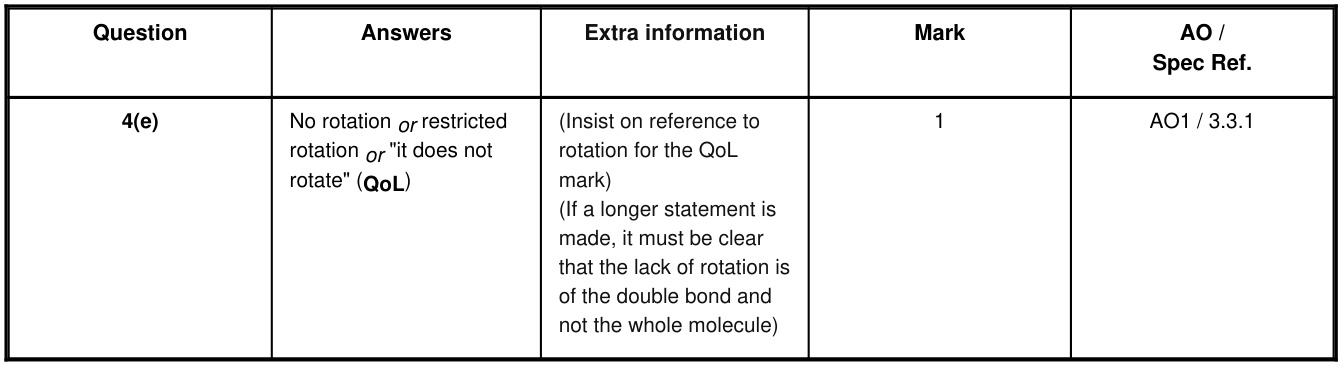 Question Answers Extra information Mark AO /
Spec Ref.
4(e)
No rotation or restricted
rotation or "it does not
rotate" (QoL)
(Insist on reference to
rotation for the QoL
mark)
(If a longer statement is
made, it must be clear
that the lack of rotation is
of the double bond and
not the whole molecule)
1
AO1 / 3.3.1